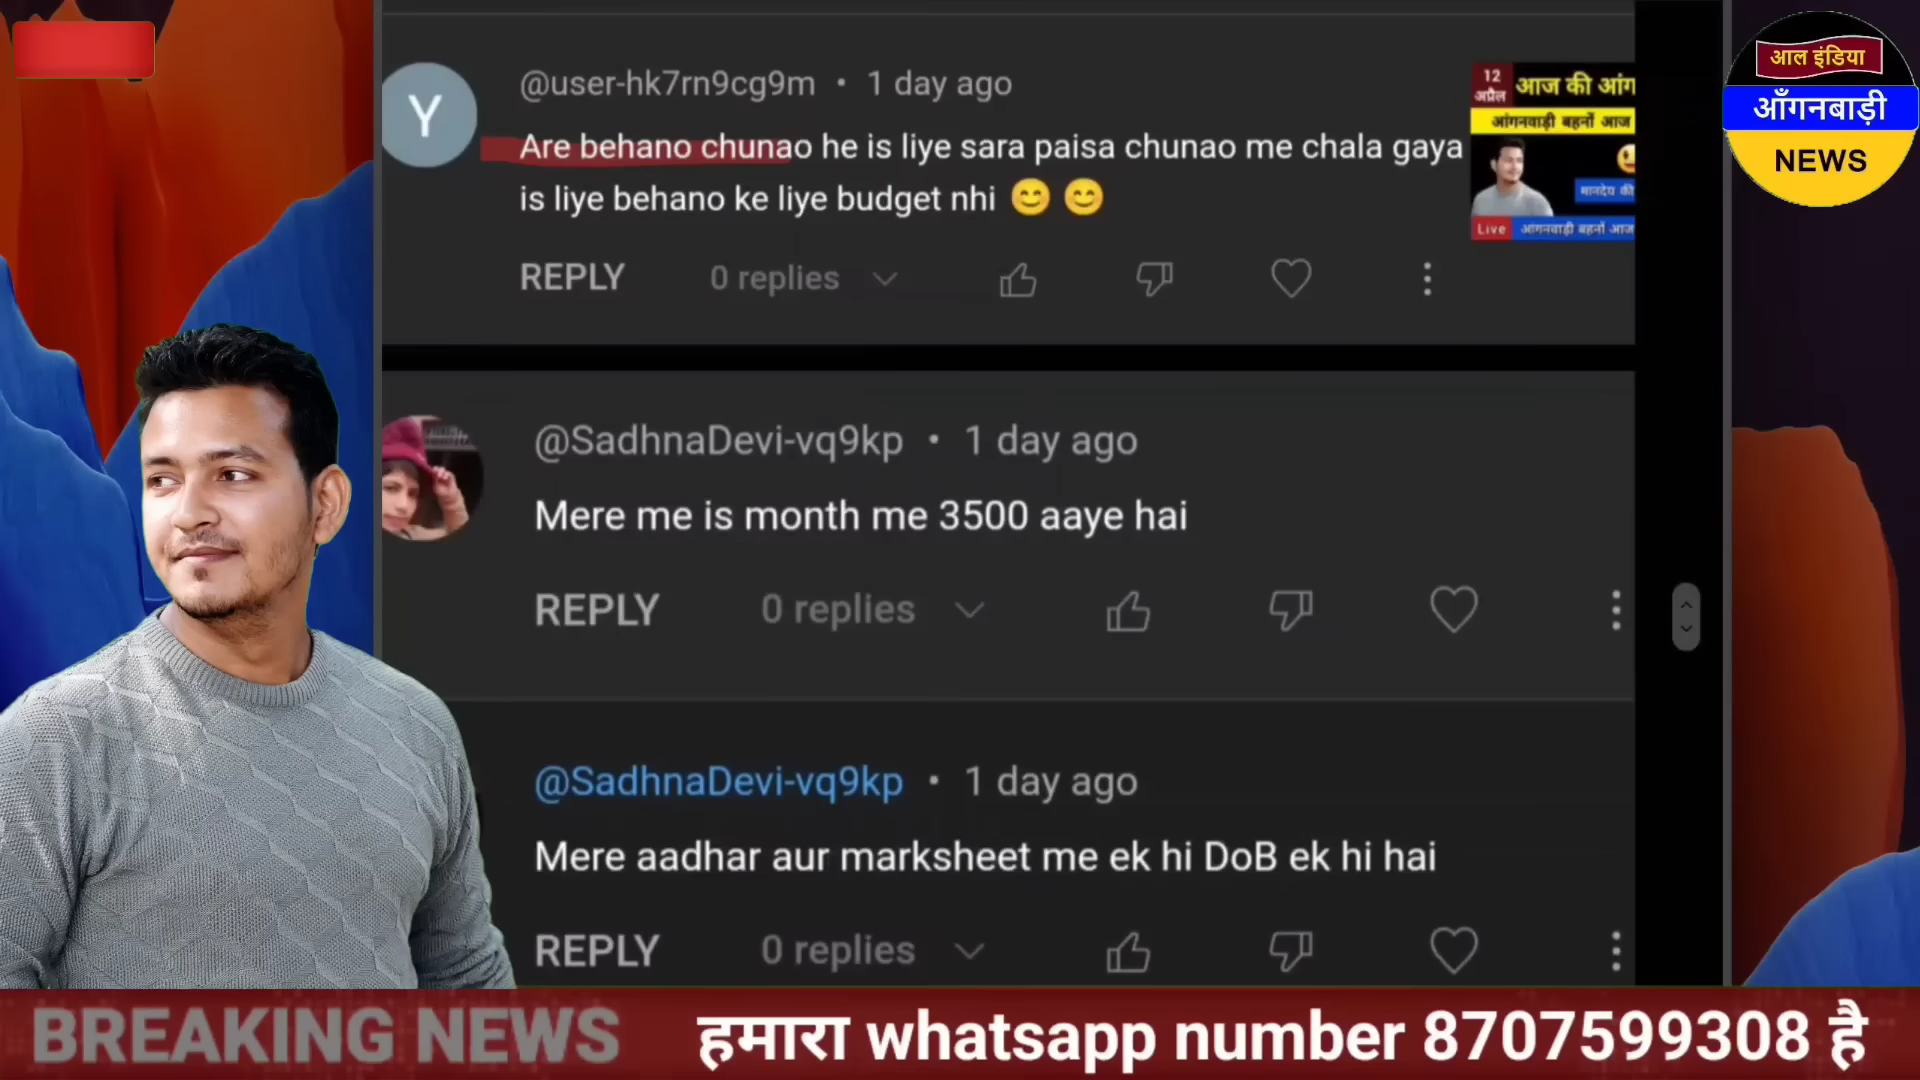 @user-hk7rn9cg9m • 1 day ago
Are behano chunao he is liye sara paisa chunao me chala gaya
is liye behano ke liye budget nhi 😊 😊
REPLY 0 replies
12
अप्रैल
आज की आंग
आंगनवाड़ी बहनों आज
मानदेय की
Live आंगनवाड़ी बहनों आज
आल इंडिया
आँगनबाड़ी
NEWS
Y
@SadhnaDevi-vq9kp • 1 day ago
Mere me is month me 3500 aaye hai
REPLY 0 replies
@SadhnaDevi-vq9kp • 1 day ago
Mere aadhar aur marksheet me ek hi DoB ek hi hai
REPLY 0 replies
BREAKING NEWS हमारा whatsapp number 8707599308 है